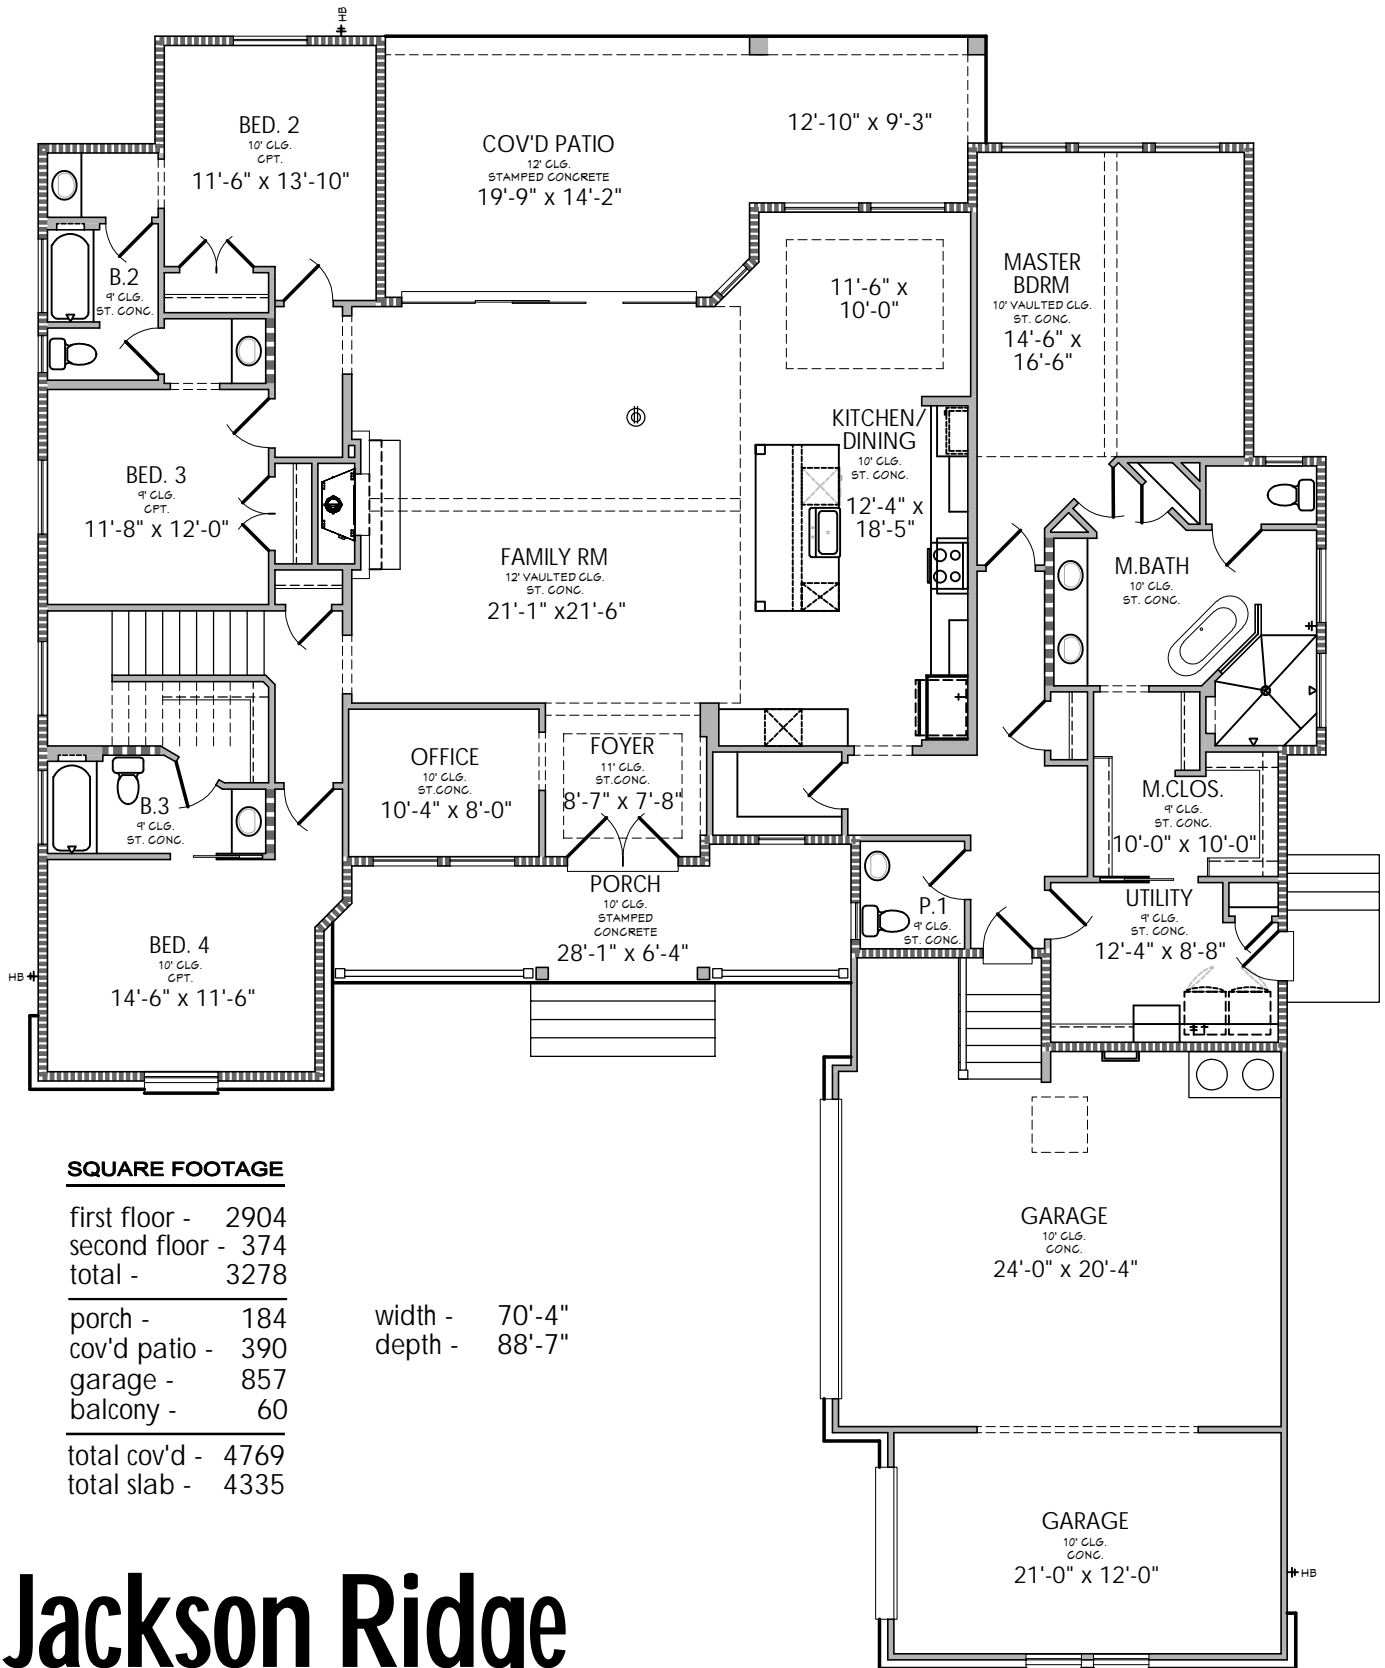 HB
BED. 2
10' CLG.
CPT.
11'-6" x 13'-10"
COV'D PATIO
12' CLG.
STAMPED CONCRETE
19'-9" x 14'-2"
12'-10" x 9'-3"
B.2
9' CLG.
ST. CONC.
11'-6" x
10'-0"
MASTER
BDRM
10' VAULTED CLG.
ST. CONC.
14'-6" x
16'-6"
BED. 3
9' CLG.
CPT.
11'-8" x 12'-0"
FAMILY RM
12' VAULTED CLG.
ST. CONC.
21'-1" x21'-6"
KITCHEN/
DINING
10' CLG.
ST. CONC.
12'-4" x
18'-5"
M.BATH
10' CLG.
ST. CONC.
OFFICE
10' CLG.
ST.CONC.
10'-4" x 8'-0"
FOYER
11' CLG.
ST.CONC.
8'-7" x 7'-8"
B.3
9' CLG.
ST. CONC.
M.CLOS.
9' CLG.
ST. CONC.
10'-0" x 10'-0"
PORCH
10' CLG.
STAMPED
CONCRETE
28'-1" x 6'-4"
P.1
9' CLG.
ST. CONC.
UTILITY
9' CLG.
ST. CONC.
12'-4" x 8'-8"
BED. 4
10' CLG.
CPT.
14'-6" x 11'-6"
HB
GARAGE
10' CLG.
CONC.
24'-0" x 20'-4"
GARAGE
10' CLG.
CONC.
21'-0" x 12'-0"
HB
SQUARE FOOTAGE
first floor - 2904
second floor - 374
total - 3278
porch - 184
cov'd patio - 390
garage - 857
balcony - 60
total cov'd - 4769
total slab - 4335
width - 70'-4"
depth - 88'-7"
Jackson Ridge